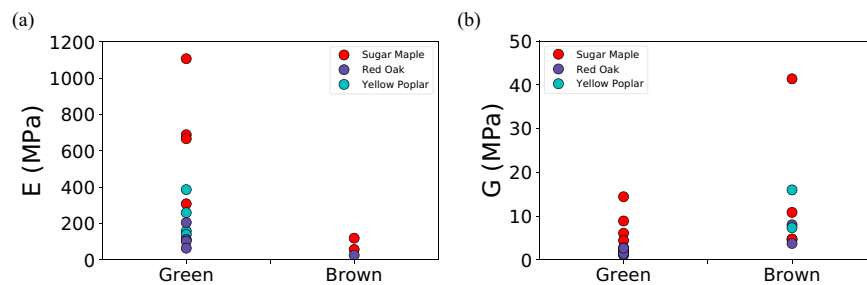 (a)
1200
1000
800
600
400
200
0
E (MPa)
Sugar Maple
Red Oak
Yellow Poplar
Green
Brown
(b)
50
40
30
20
10
0
G (MPa)
Sugar Maple
Red Oak
Yellow Poplar
Green
Brown